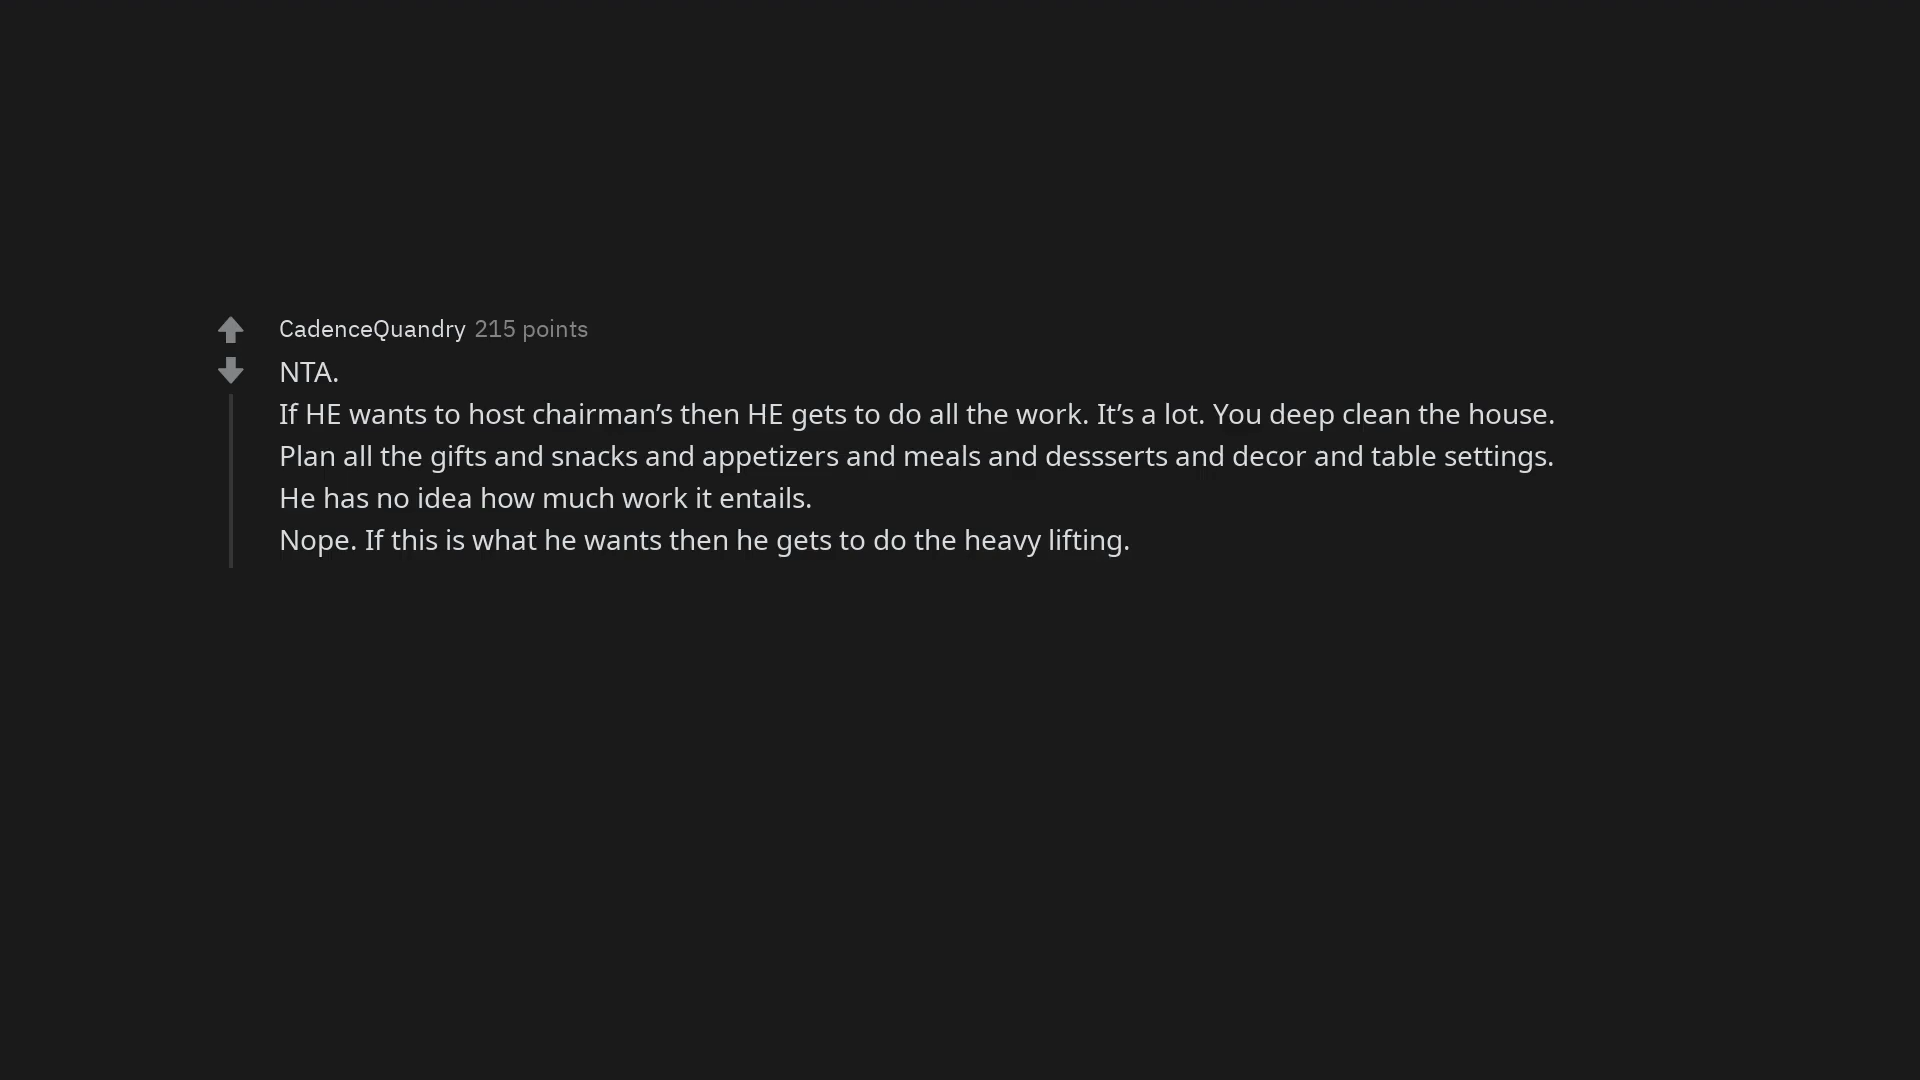 CadenceQuandry 215 points
NTA.
If HE wants to host chairman’s then HE gets to do all the work. It’s a lot. You deep clean the house.
Plan all the gifts and snacks and appetizers and meals and dessserts and decor and table settings.
He has no idea how much work it entails.
Nope. If this is what he wants then he gets to do the heavy lifting.